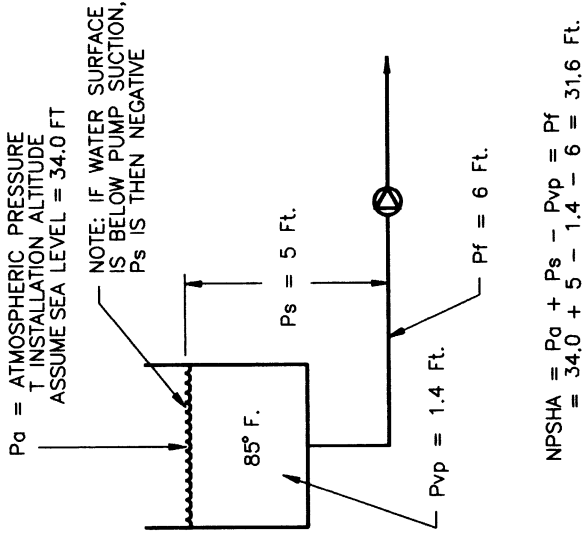 Pa = ATMOSPHERIC PRESSURE
T INSTALLATION ALTITUDE
ASSUME SEA LEVEL = 34.0 FT
NOTE: IF WATER SURFACE
IS BELOW PUMP SUCTION,
Ps IS THEN NEGATIVE
Ps = 5 Ft.
85° F.
Pf = 6 Ft.
Pvp = 1.4 Ft.
NPSHA = Pa + Ps - Pvp = Pf
= 34.0 + 5 - 1.4 - 6 = 31.6 Ft.